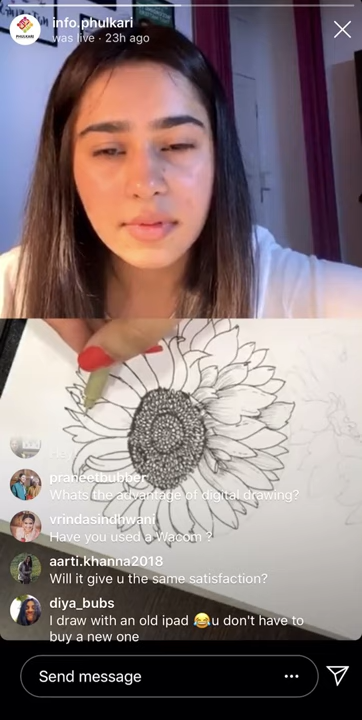 info.phulkari
was live · 23h ago
PHULKARI
praneetbubber
Whats the advantage of digital drawing?
vrindasindhwani
Have you used a Wacom ?
aarti.khanna2018
Will it give u the same satisfaction?
diya_bubs
I draw with an old ipad 😂u don't have to
buy a new one
Send message